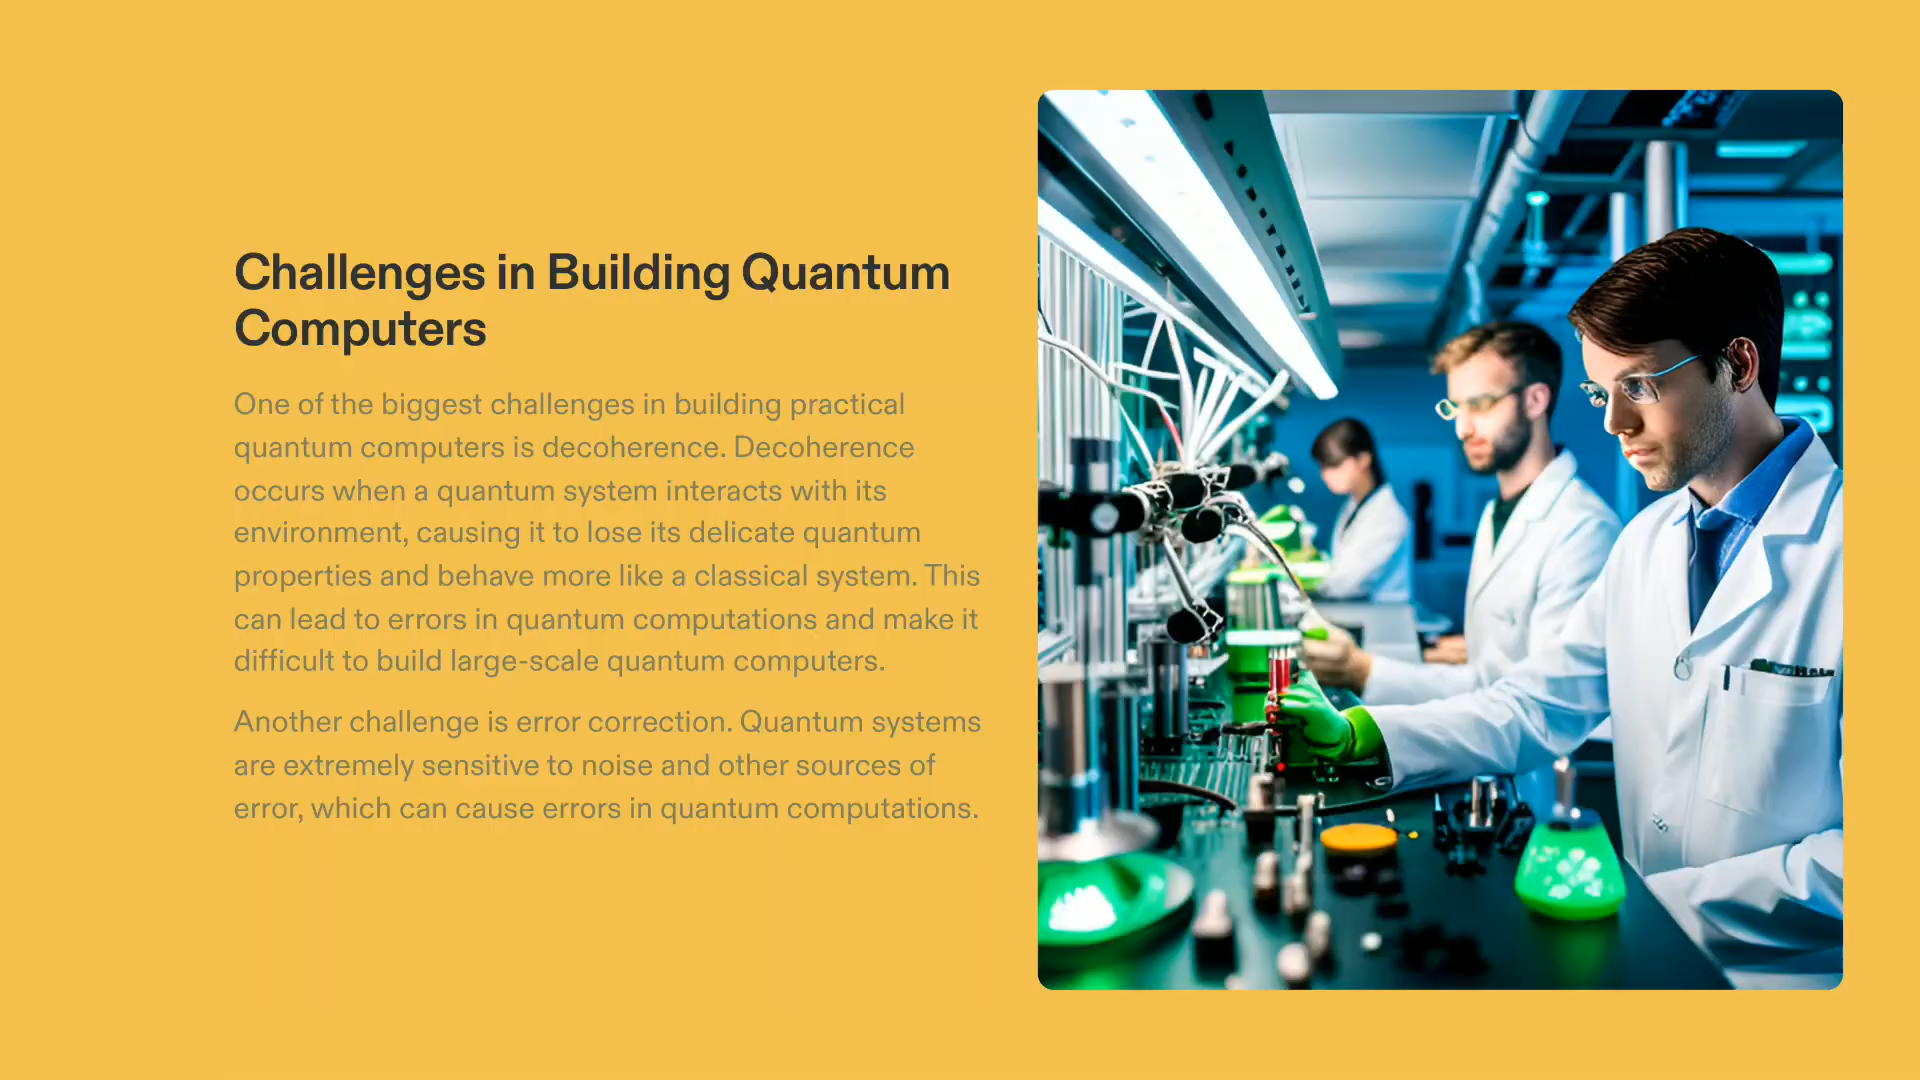 Challenges in Building Quantum
Computers
One of the biggest challenges in building practical
quantum computers is decoherence. Decoherence
occurs when a quantum system interacts with its
environment, causing it to lose its delicate quantum
properties and behave more like a classical system. This
can lead to errors in quantum computations and make it
difficult to build large-scale quantum computers.
Another challenge is error correction. Quantum systems
are extremely sensitive to noise and other sources of
error, which can cause errors in quantum computations.